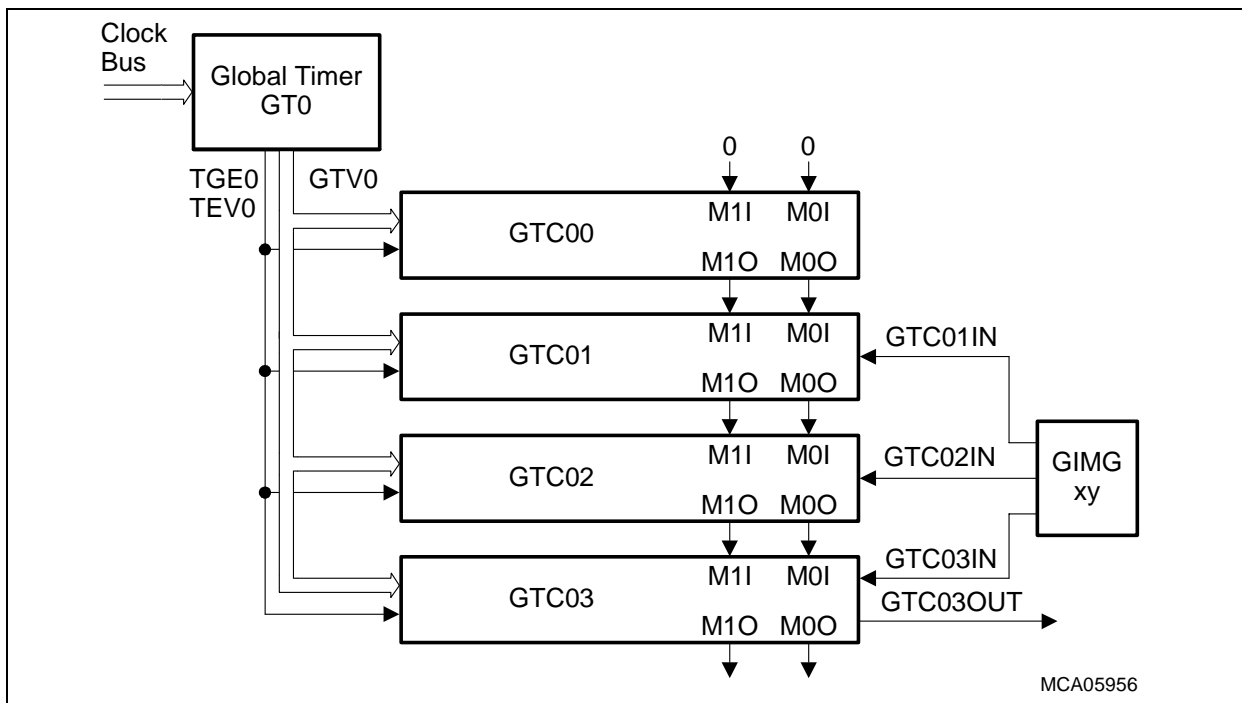 Clock
Bus
Global Timer
GT0
TGE0
TEV0
GTV0
0 0
M1I M0I
GTC00
M1O M0O
M1I M0I
GTC01
M1O M0O
GTC01IN
M1I M0I
GTC02
M1O M0O
GTC02IN
GIMG
xy
M1I M0I
GTC03
M1O M0O
GTC03IN
GTC03OUT
MCA05956